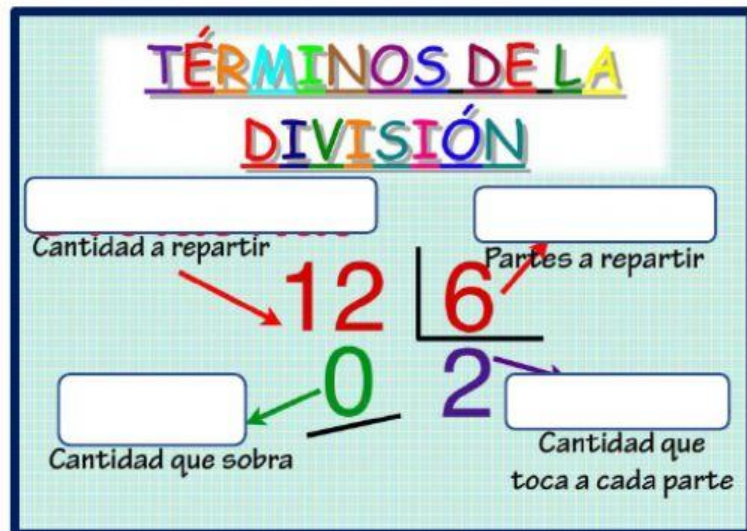 TÉRMINOS DE LA
DIVISIÓN
Cantidad a repartir
Partes a repartir
12 6
0 2
Cantidad que sobra
Cantidad que
toca a cada parte